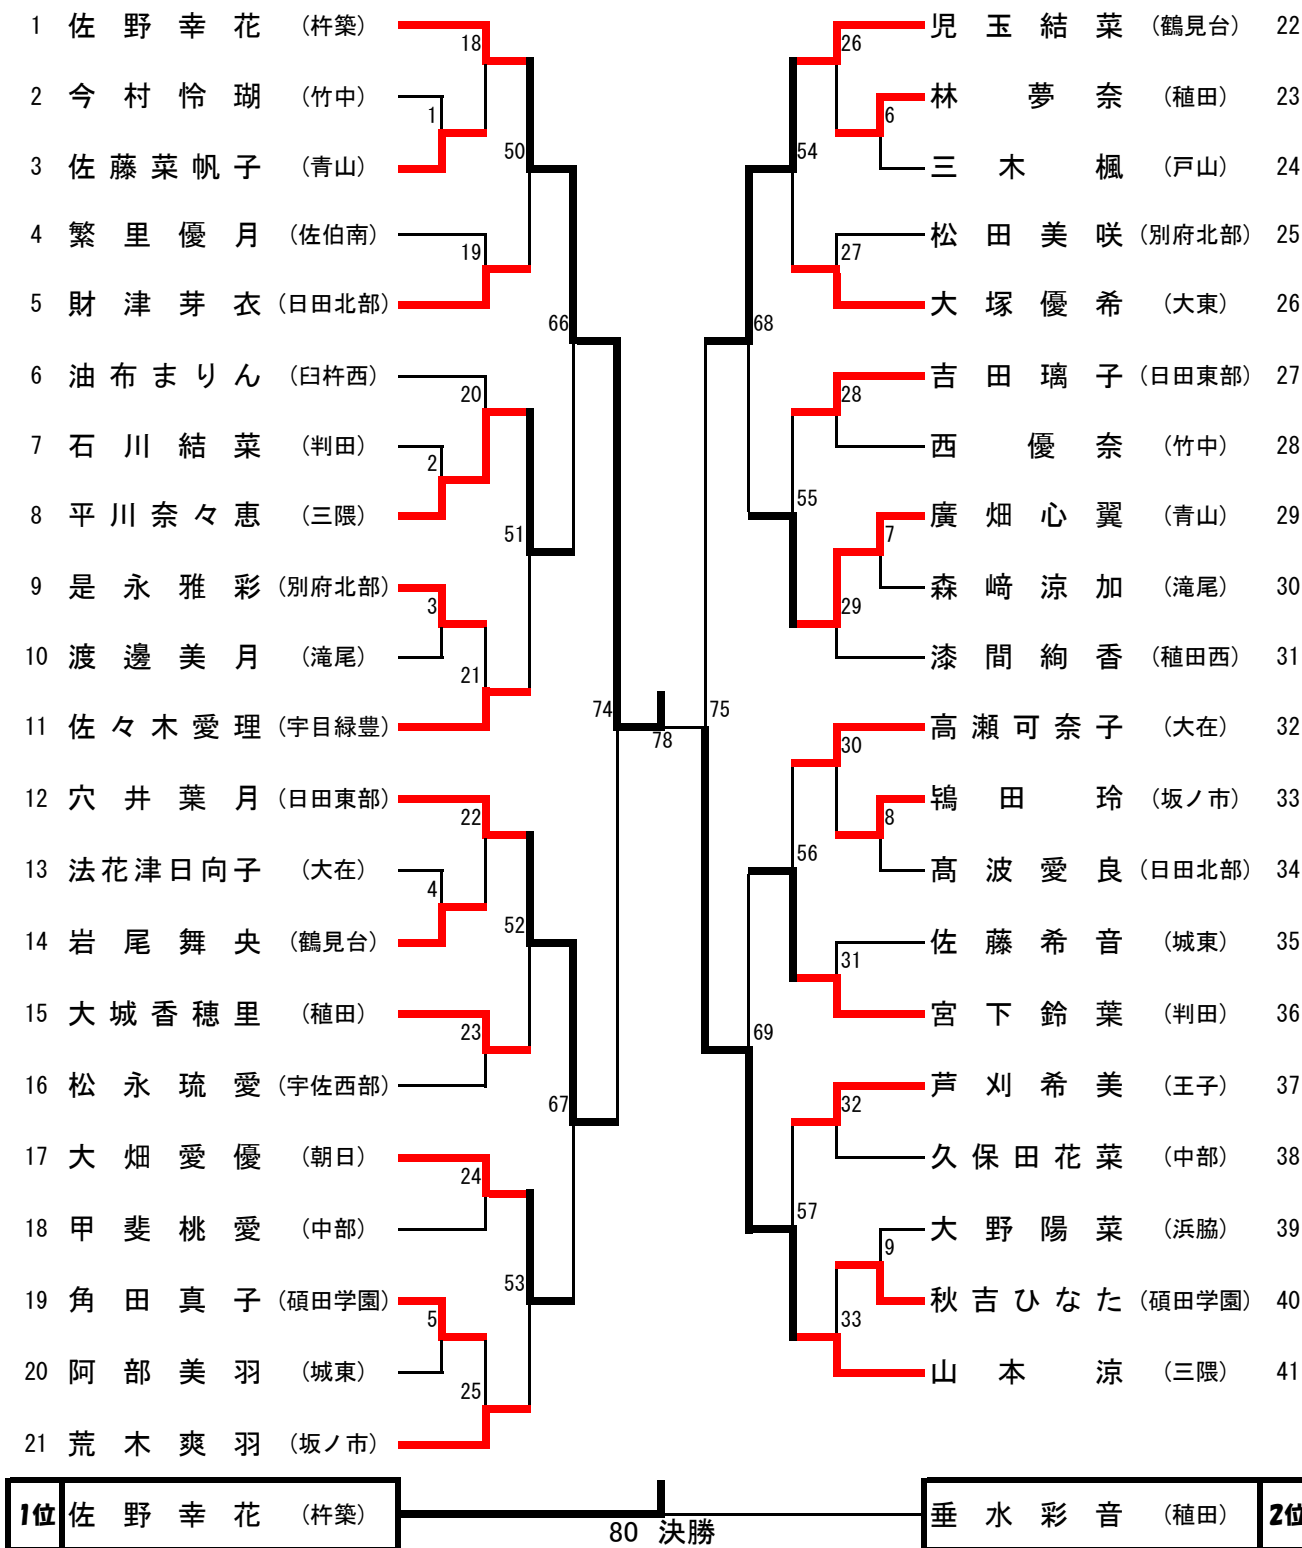 1 佐野幸花 (杵築)
2 今村怜瑚 (竹中)
3 佐藤菜帆子 (青山)
4 繁里優月 (佐伯南)
5 財津芽衣 (日田北部)
6 油布まりん (臼杵西)
7 石川結菜 (判田)
8 平川奈々恵 (三隈)
9 是永雅彩 (別府北部)
10 渡邊美月 (滝尾)
11 佐々木愛理 (宇目緑豊)
12 穴井葉月 (日田東部)
13 法花津日向子 (大在)
14 岩尾舞央 (鶴見台)
15 大城香穂里 (稙田)
16 松永琉愛 (宇佐西部)
17 大畑愛優 (朝日)
18 甲斐桃愛 (中部)
19 角田真子 (碩田学園)
20 阿部美羽 (城東)
21 荒木爽羽 (坂ノ市)
18
1
50
19
66
20
2
51
3
21
74
22
4
52
23
67
24
53
5
25
78
26
6
54
27
68
28
55
7
29
75
30
8
56
31
69
32
57
9
33
児玉結菜 (鶴見台) 22
林夢奈 (稙田) 23
三木楓 (戸山) 24
松田美咲 (別府北部) 25
大塚優希 (大東) 26
吉田璃子 (日田東部) 27
西優奈 (竹中) 28
廣畑心翼 (青山) 29
森﨑涼加 (滝尾) 30
漆間絢香 (稙田西) 31
高瀬可奈子 (大在) 32
鴇田玲 (坂ノ市) 33
髙波愛良 (日田北部) 34
佐藤希音 (城東) 35
宮下鈴葉 (判田) 36
芦刈希美 (王子) 37
久保田花菜 (中部) 38
大野陽菜 (浜脇) 39
秋吉ひなた (碩田学園) 40
山本涼 (三隈) 41
1位 佐野幸花 (杵築)
80 決勝
垂水彩音 (稙田) 2位